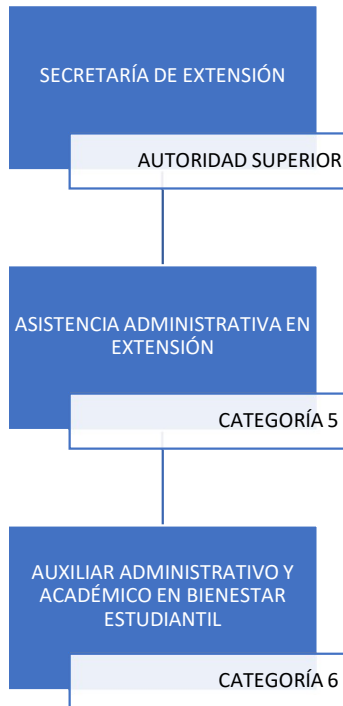 SECRETARÍA DE EXTENSIÓN
AUTORIDAD SUPERIOR
ASISTENCIA ADMINISTRATIVA EN
EXTENSIÓN
CATEGORÍA 5
AUXILIAR ADMINISTRATIVO Y
ACADÉMICO EN BIENESTAR
ESTUDIANTIL
CATEGORÍA 6